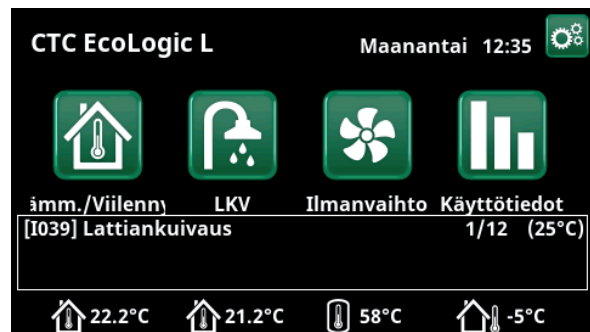 CTC EcoLogic L
Maanantai 12:35
ämm./Viilenny
LKV
Ilmanvaihto
Käyttötiedot
[I039] Lattiankuivaus 1/12 (25°C)
22.2°C 21.2°C 58°C -5°C